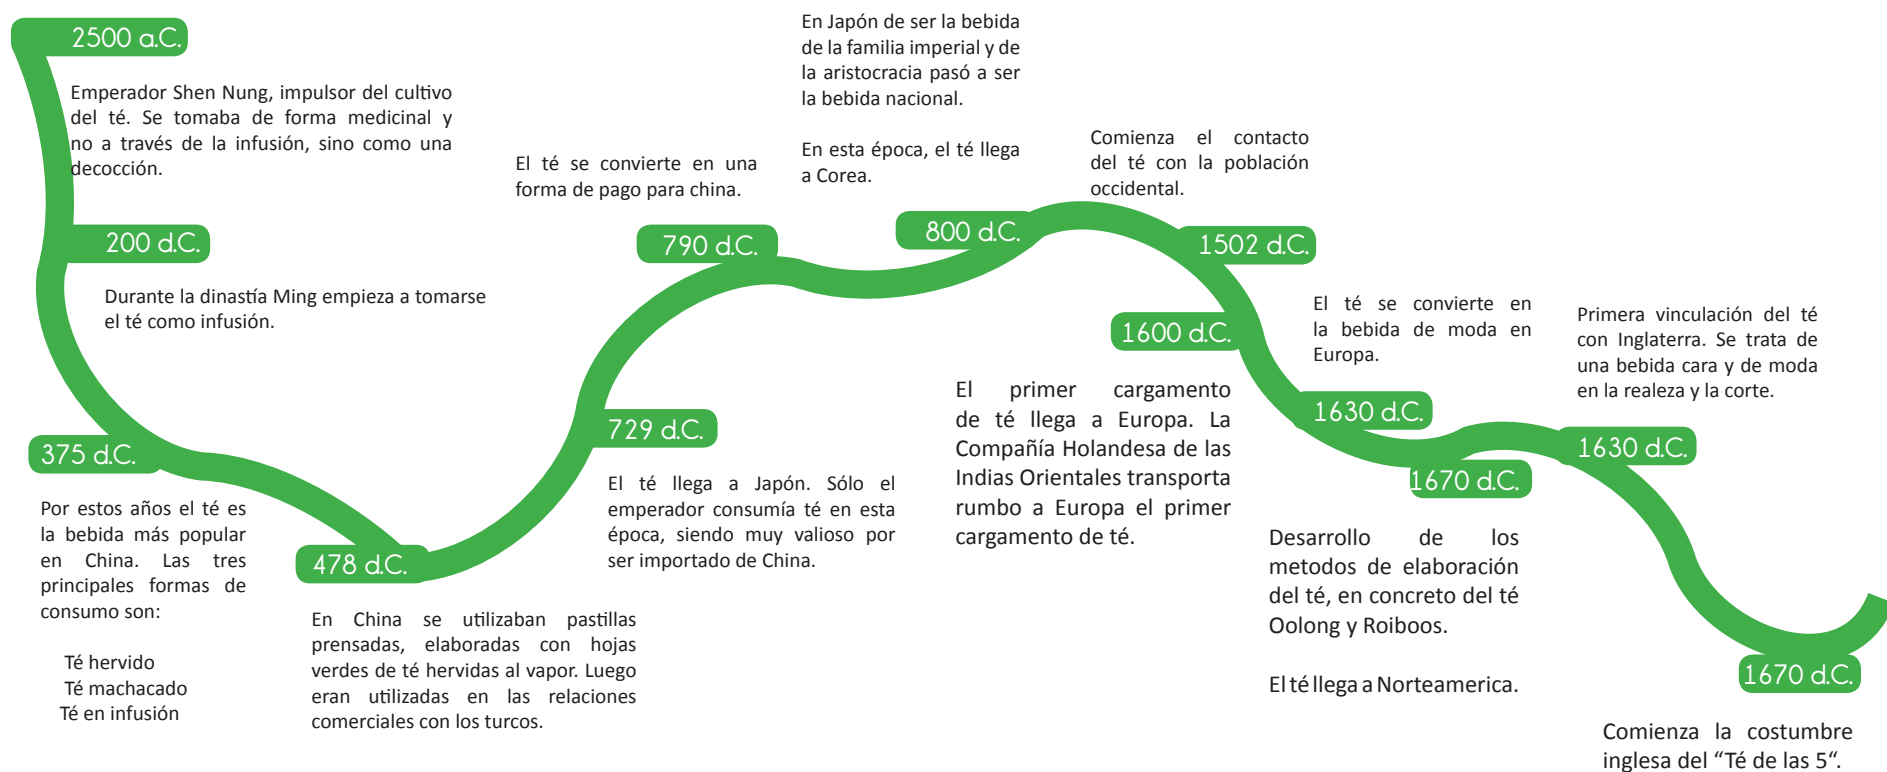 2500 a.C.
Emperador Shen Nung, impulsor del cultivo
del té. Se tomaba de forma medicinal y
no a través de la infusión, sino como una
decocción.
200 d.C.
Durante la dinastía Ming empieza a tomarse
el té como infusión.
375 d.C.
Por estos años el té es
la bebida más popular
en China. Las tres
principales formas de
consumo son:
Té hervido
Té machacado
Té en infusión
478 d.C.
En China se utilizaban pastillas
prensadas, elaboradas con hojas
verdes de té hervidas al vapor. Luego
eran utilizadas en las relaciones
comerciales con los turcos.
729 d.C.
El té llega a Japón. Sólo el
emperador consumía té en esta
época, siendo muy valioso por
ser importado de China.
El té se convierte en una
forma de pago para china.
790 d.C.
En Japón de ser la bebida
de la familia imperial y de
la aristocracia pasó a ser
la bebida nacional.
En esta época, el té llega
a Corea.
800 d.C.
Comienza el contacto
del té con la población
occidental.
1502 d.C.
1600 d.C.
El primer cargamento
de té llega a Europa. La
Compañía Holandesa de las
Indias Orientales transporta
rumbo a Europa el primer
cargamento de té.
El té se convierte en
la bebida de moda en
Europa.
1630 d.C.
1670 d.C.
Desarrollo de los
metodos de elaboración
del té, en concreto del té
Oolong y Roiboos.
El té llega a Norteamerica.
Primera vinculación del té
con Inglaterra. Se trata de
una bebida cara y de moda
en la realeza y la corte.
1630 d.C.
1670 d.C.
Comienza la costumbre
inglesa del “Té de las 5“.